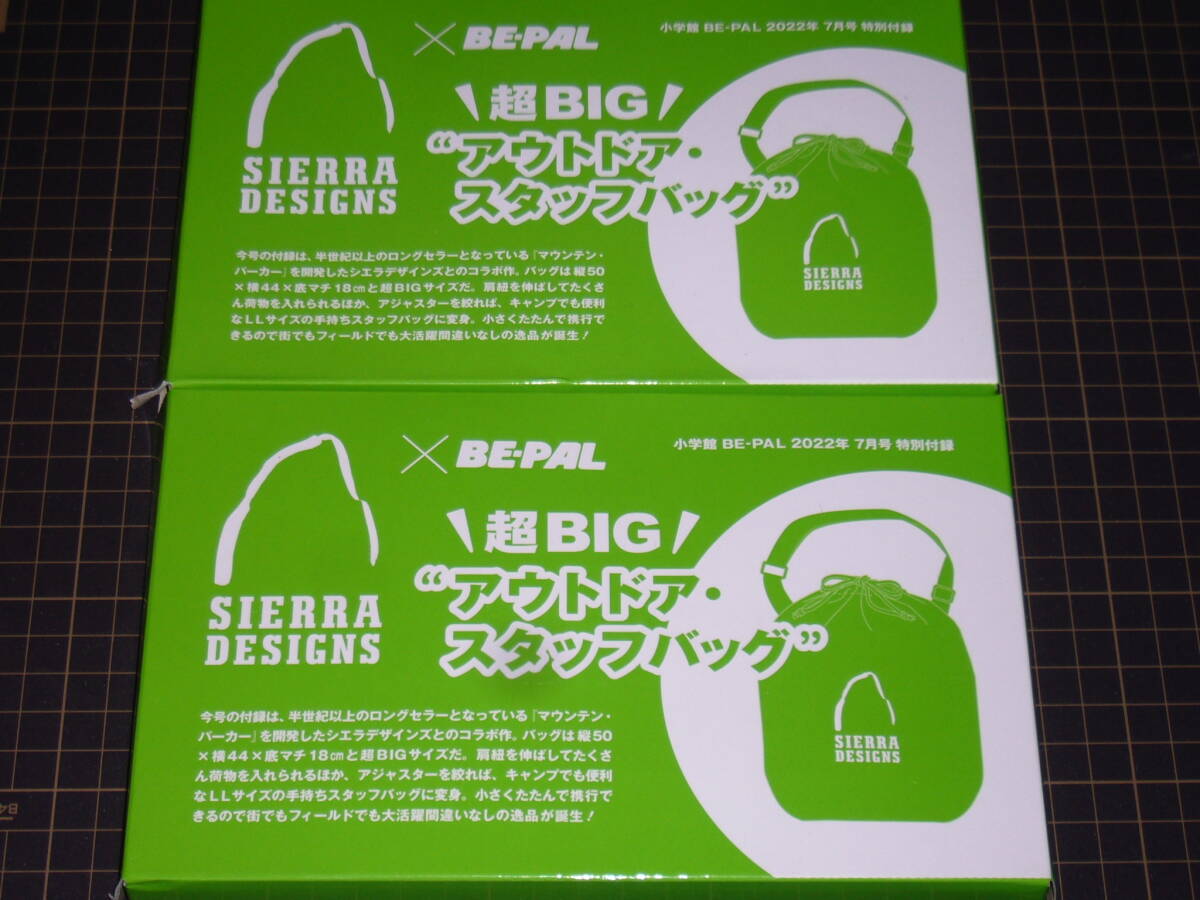 × BE-PAL
小学館 BE-PAL 2022年 7月号 特別付録
SIERRA
DESIGNS
超BIG
“アウトドア・
スタッフバッグ”
今号の付録は、半世紀以上のロングセラーとなっている『マウンテン・
パーカー』を開発したシエラデザインズとのコラボ作。バッグは縦50
×横44×底マチ18㎝と超BIGサイズだ。肩紐を伸ばしてたくさ
ん荷物を入れられるほか、アジャスターを絞れば、キャンプでも便利
なLLサイズの手持ちスタッフバッグに変身。小さくたたんで携行で
きるので街でもフィールドでも大活躍間違いなしの逸品が誕生！
SIERRA
DESIGNS
× BE-PAL
小学館 BE-PAL 2022年 7月号 特別付録
SIERRA
DESIGNS
超BIG
“アウトドア・
スタッフバッグ”
今号の付録は、半世紀以上のロングセラーとなっている『マウンテン・
パーカー』を開発したシエラデザインズとのコラボ作。バッグは縦50
×横44×底マチ18㎝と超BIGサイズだ。肩紐を伸ばしてたくさ
ん荷物を入れられるほか、アジャスターを絞れば、キャンプでも便利
なLLサイズの手持ちスタッフバッグに変身。小さくたたんで携行で
きるので街でもフィールドでも大活躍間違いなしの逸品が誕生！
SIERRA
DESIGNS
B4